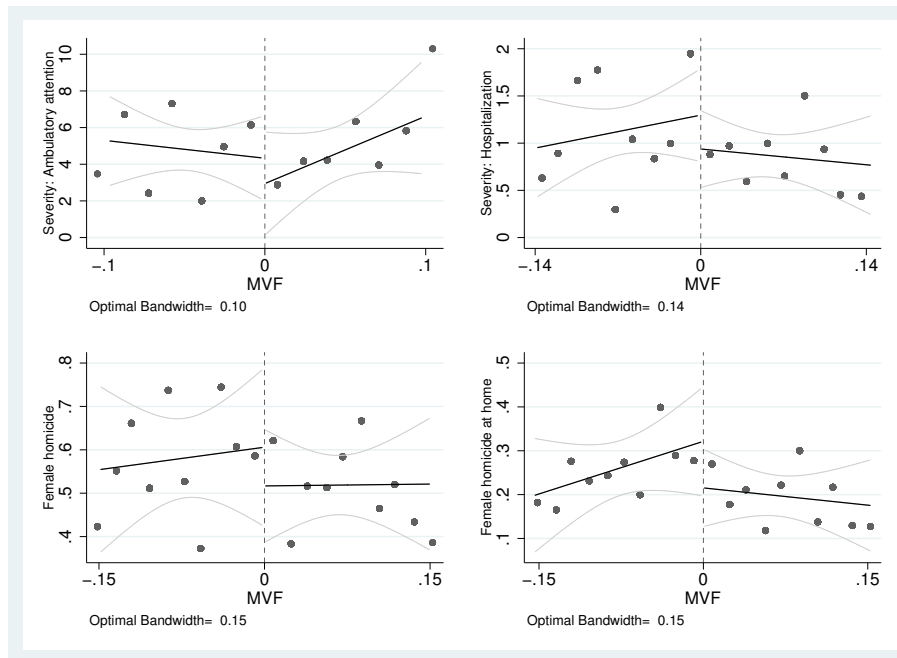 Severity: Ambulatory attention
10
8
6
4
2
0
-.1 0 .1
MVF
Optimal Bandwidth= 0.10
Severity: Hospitalization
2
1.5
1
.5
0
-.14 0 .14
MVF
Optimal Bandwidth= 0.14
Female homicide
.8
.7
.6
.5
.4
-.15 0 .15
MVF
Optimal Bandwidth= 0.15
Female homicide at home
.5
.4
.3
.2
.1
-.15 0 .15
MVF
Optimal Bandwidth= 0.15